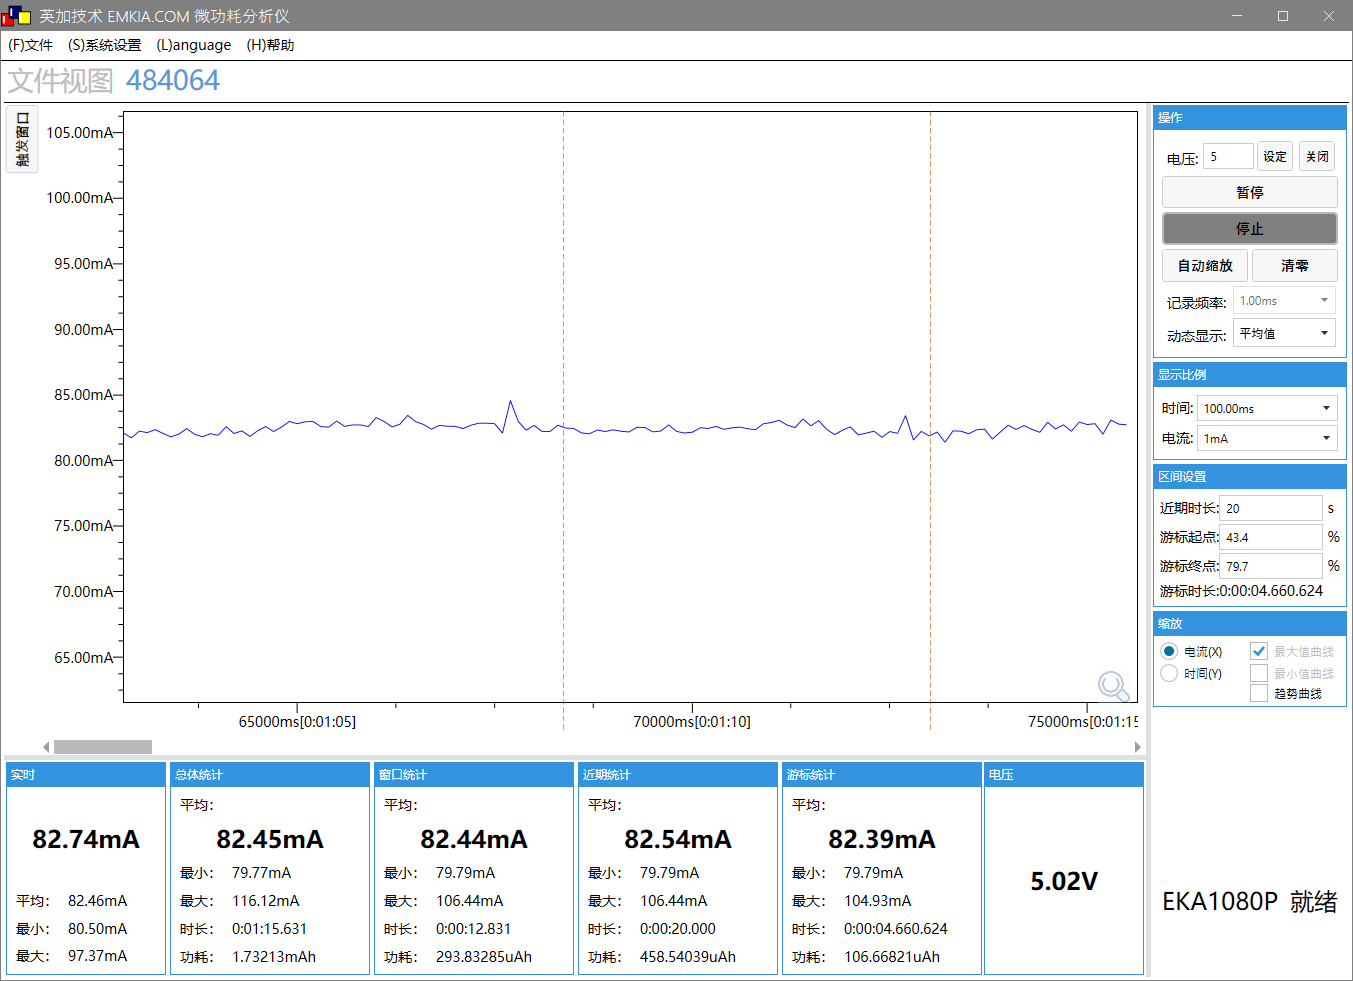 英加技术 EMKIA.COM 微功耗分析仪
(F)文件 (S)系统设置 (L)anguage (H)帮助
文件视图 484064
触发窗口
105.00mA
100.00mA
95.00mA
90.00mA
85.00mA
80.00mA
75.00mA
70.00mA
65.00mA
65000ms[0:01:05] 70000ms[0:01:10] 75000ms[0:01:15
操作
电压: 5 设定 关闭
暂停
停止
自动缩放 清零
记录频率: 1.00ms
动态显示: 平均值
显示比例
时间: 100.00ms
电流: 1mA
区间设置
近期时长: 20 s
游标起点: 43.4 %
游标终点: 79.7 %
游标时长:0:00:04.660.624
缩放
电流(X) 最大值曲线
时间(Y) 最小值曲线
趋势曲线
实时
82.74mA
平均: 82.46mA
最小: 80.50mA
最大: 97.37mA
总体统计
平均:
82.45mA
最小: 79.77mA
最大: 116.12mA
时长: 0:01:15.631
功耗: 1.73213mAh
窗口统计
平均:
82.44mA
最小: 79.79mA
最大: 106.44mA
时长: 0:00:12.831
功耗: 293.83285uAh
近期统计
平均:
82.54mA
最小: 79.79mA
最大: 106.44mA
时长: 0:00:20.000
功耗: 458.54039uAh
游标统计
平均:
82.39mA
最小: 79.79mA
最大: 104.93mA
时长: 0:00:04.660.624
功耗: 106.66821uAh
电压
5.02V
EKA1080P 就绪